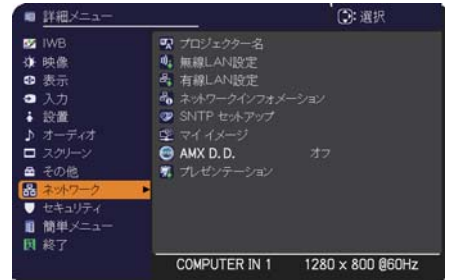 詳細メニュー
:選択
IWB
映像
表示
入力
設置
オーディオ
スクリーン
その他
ネットワーク
セキュリティ
簡単メニュー
終了
プロジェクター名
無線LAN設定
有線LAN設定
ネットワークインフォメーション
SNTP セットアップ
マイ イメージ
AMX D.D. オフ
プレゼンテーション
COMPUTER IN 1 1280 x 800 @60Hz